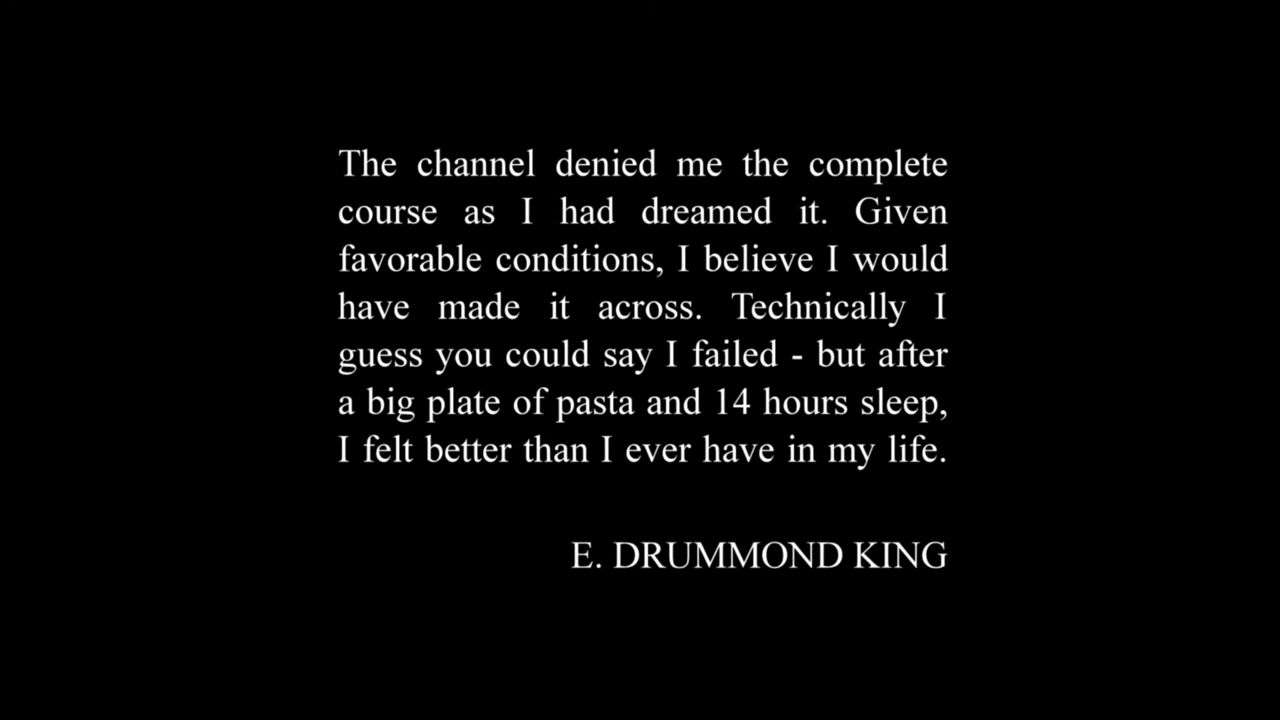 The channel denied me the complete
course as I had dreamed it. Given
favorable conditions, I believe I would
have made it across. Technically I
guess you could say I failed - but after
a big plate of pasta and 14 hours sleep,
I felt better than I ever have in my life.
E. DRUMMOND KING